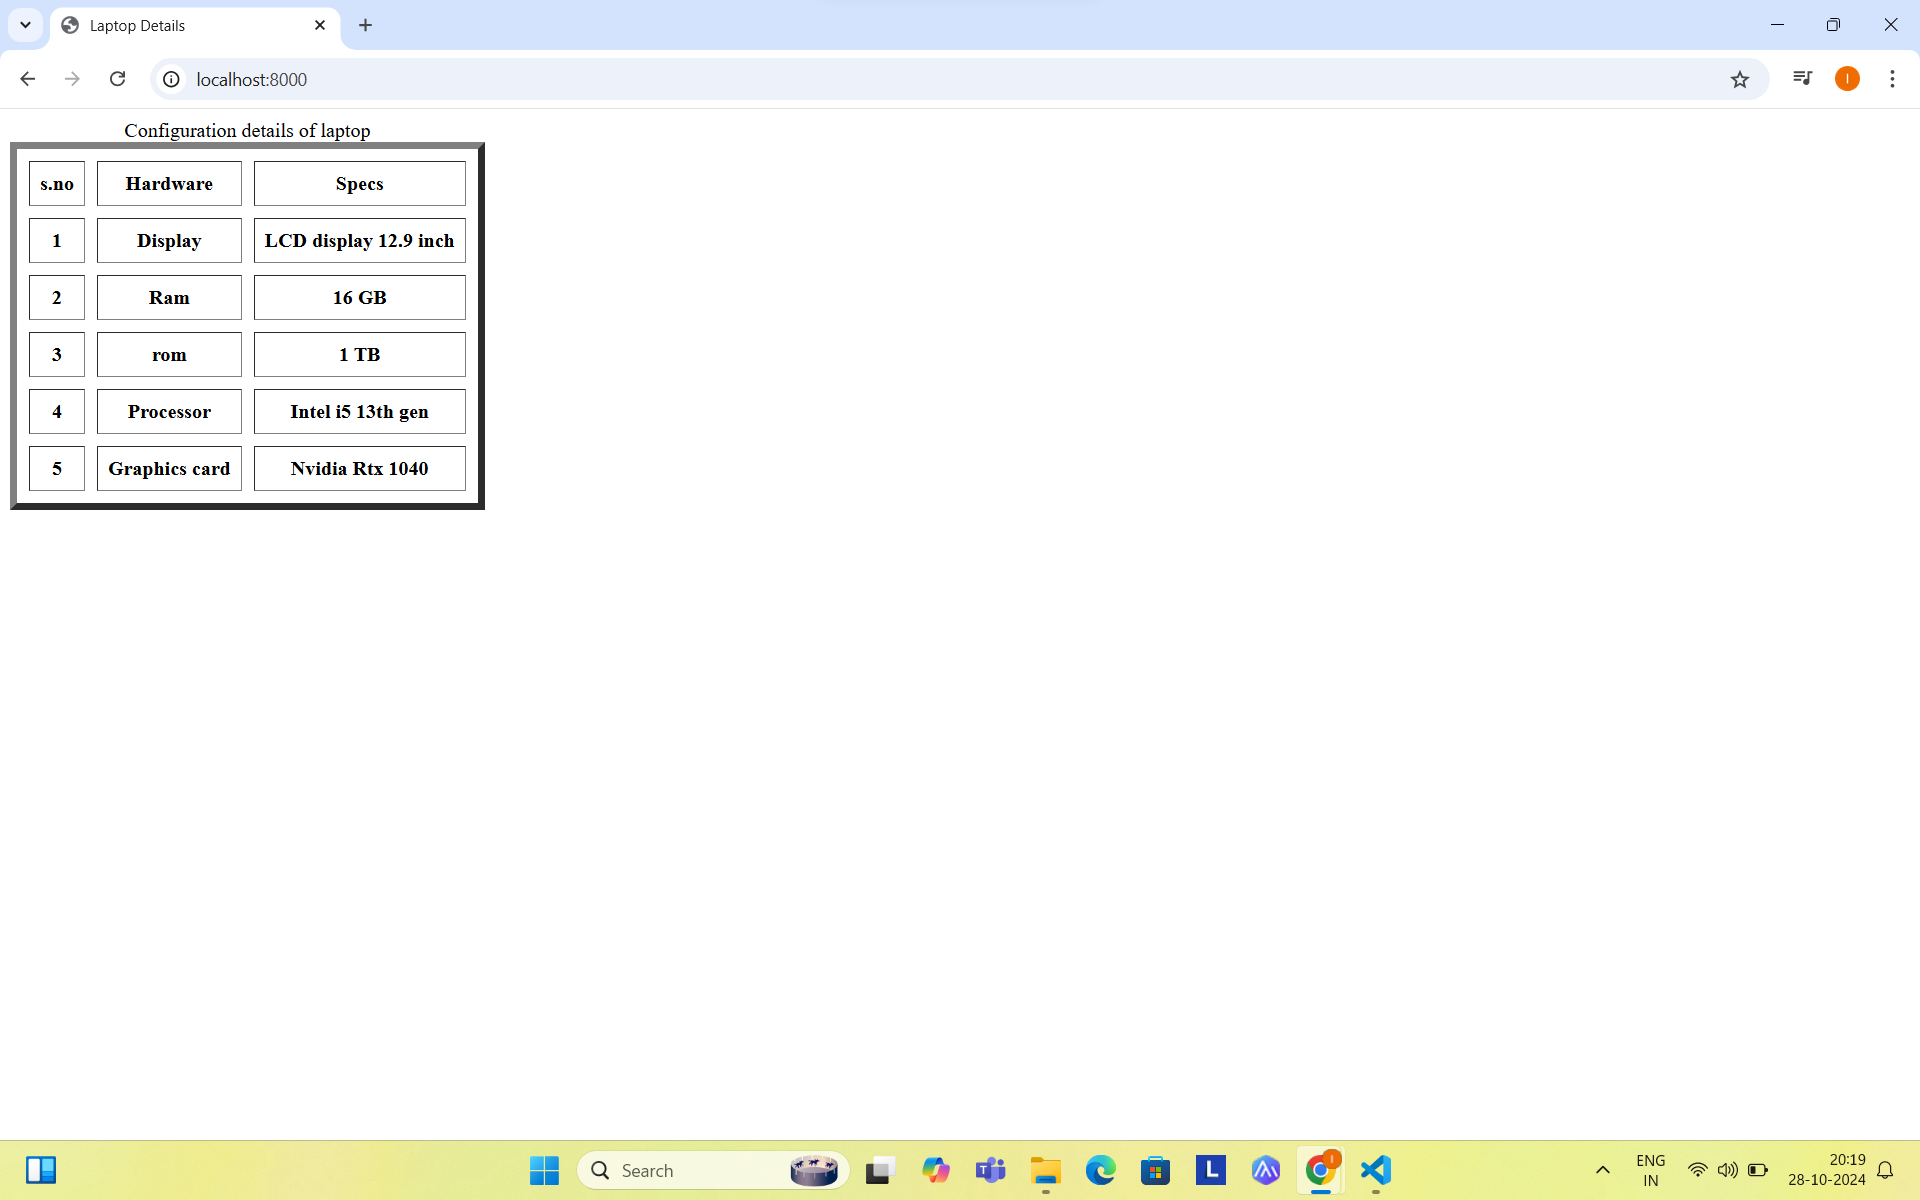 Laptop Details
localhost:8000
I
Configuration details of laptop
s.no Hardware Specs
1 Display LCD display 12.9 inch
2 Ram 16 GB
3 rom 1 TB
4 Processor Intel i5 13th gen
5 Graphics card Nvidia Rtx 1040
Search
L
T
I
ENG
IN
20:19
28-10-2024